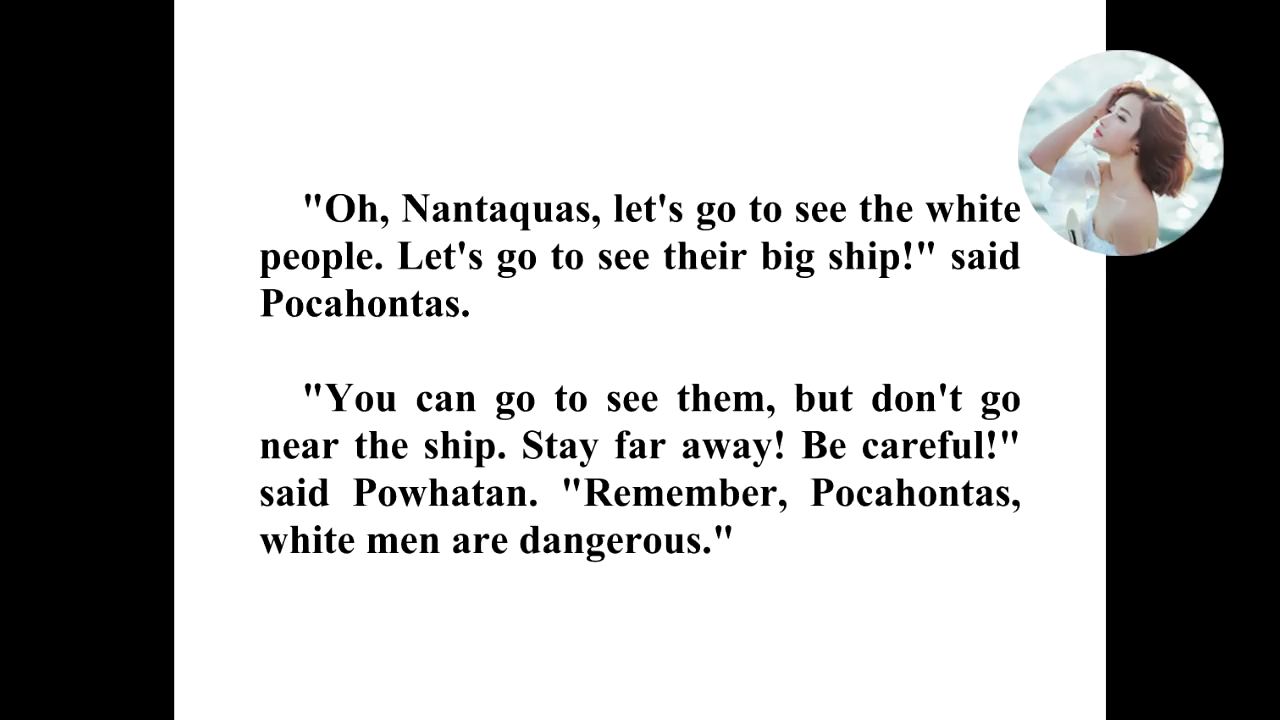 "Oh, Nantaquas, let's go to see the white
people. Let's go to see their big ship!" said
Pocahontas.
"You can go to see them, but don't go
near the ship. Stay far away! Be careful!"
said Powhatan. "Remember, Pocahontas,
white men are dangerous."